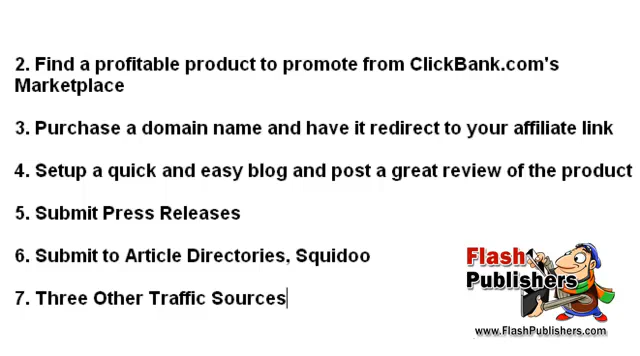 2. Find a profitable product to promote from ClickBank.com's
Marketplace
3. Purchase a domain name and have it redirect to your affiliate link
4. Setup a quick and easy blog and post a great review of the product
5. Submit Press Releases
6. Submit to Article Directories, Squidoo
7. Three Other Traffic Sources
Flash
Publishers
www.FlashPublishers.com